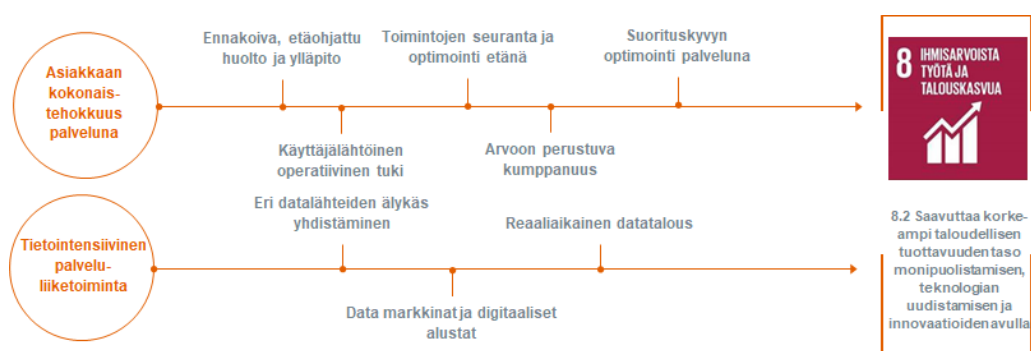 Asiakkaan
kokonais-
tehokkuus
palveluna
Ennakoiva, etäohjattu
huolto ja ylläpito
Toimintojen seuranta ja
optimointi etänä
Suorituskyvyn
optimointi palveluna
Käyttäjälähtöinen
operatiivinen tuki
Arvoon perustuva
kumppanuus
8 IHMISARVOISTA
TYÖTÄ JA
TALOUSKASVUA
Tietointensiivinen
palvelu-
liiketoiminta
Eri datalähteiden älykäs
yhdistäminen
Reaaliaikainen datatalous
Data markkinat ja digitaaliset
alustat
8.2 Saavuttaa korke-
ampi taloudellisen
tuottavuuden taso
monipuolistamisen,
teknologian
uudistamisen ja
innovaatioiden avulla